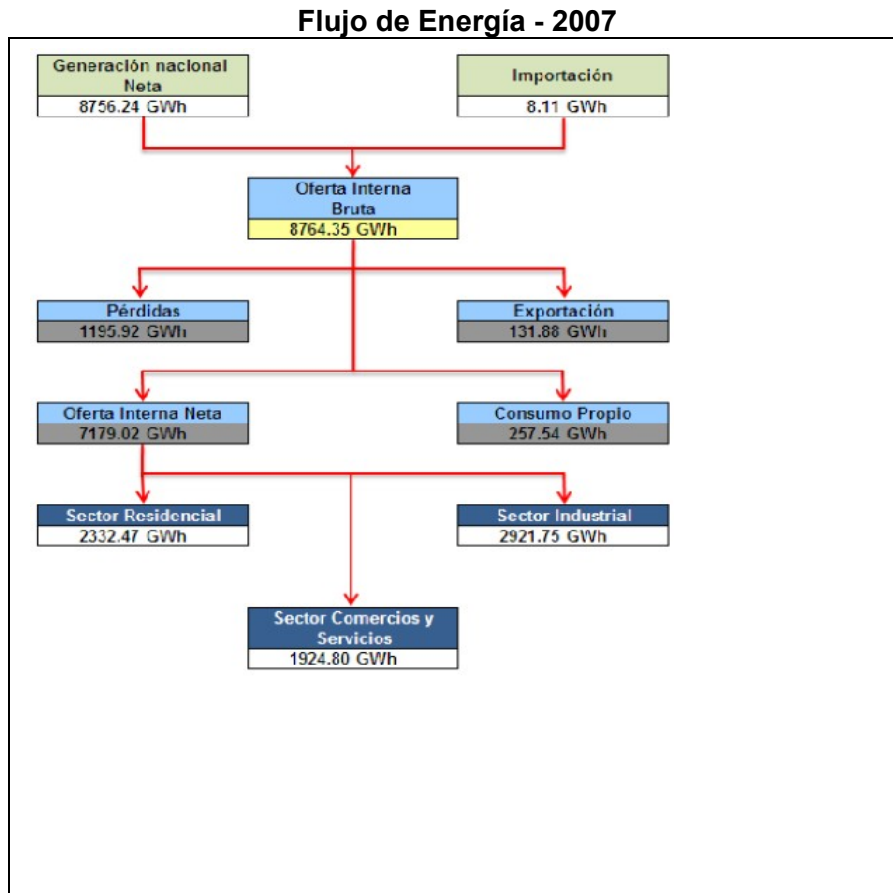 Flujo de Energía - 2007
Generación nacional
Neta
8756.24 GWh
Importación
8.11 GWh
Oferta Interna
Bruta
8764.35 GWh
Pérdidas
1195.92 GWh
Exportación
131.88 GWh
Oferta Interna Neta
7179.02 GWh
Consumo Propio
257.54 GWh
Sector Residencial
2332.47 GWh
Sector Industrial
2921.75 GWh
Sector Comercios y
Servicios
1924.80 GWh